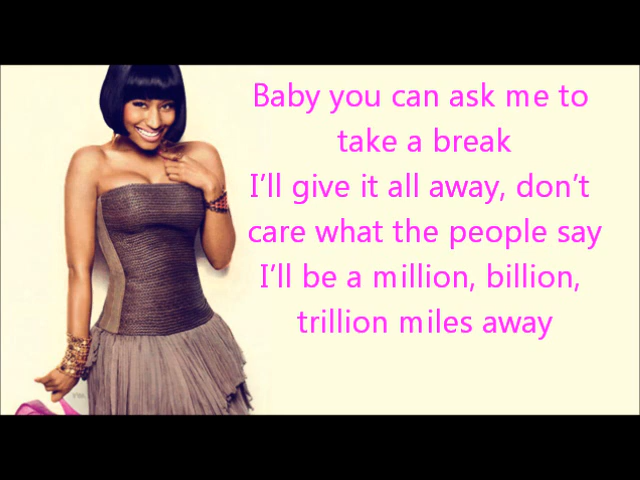 Baby you can ask me to
take a break
I’ll give it all away, don’t
care what the people say
I’ll be a million, billion,
trillion miles away